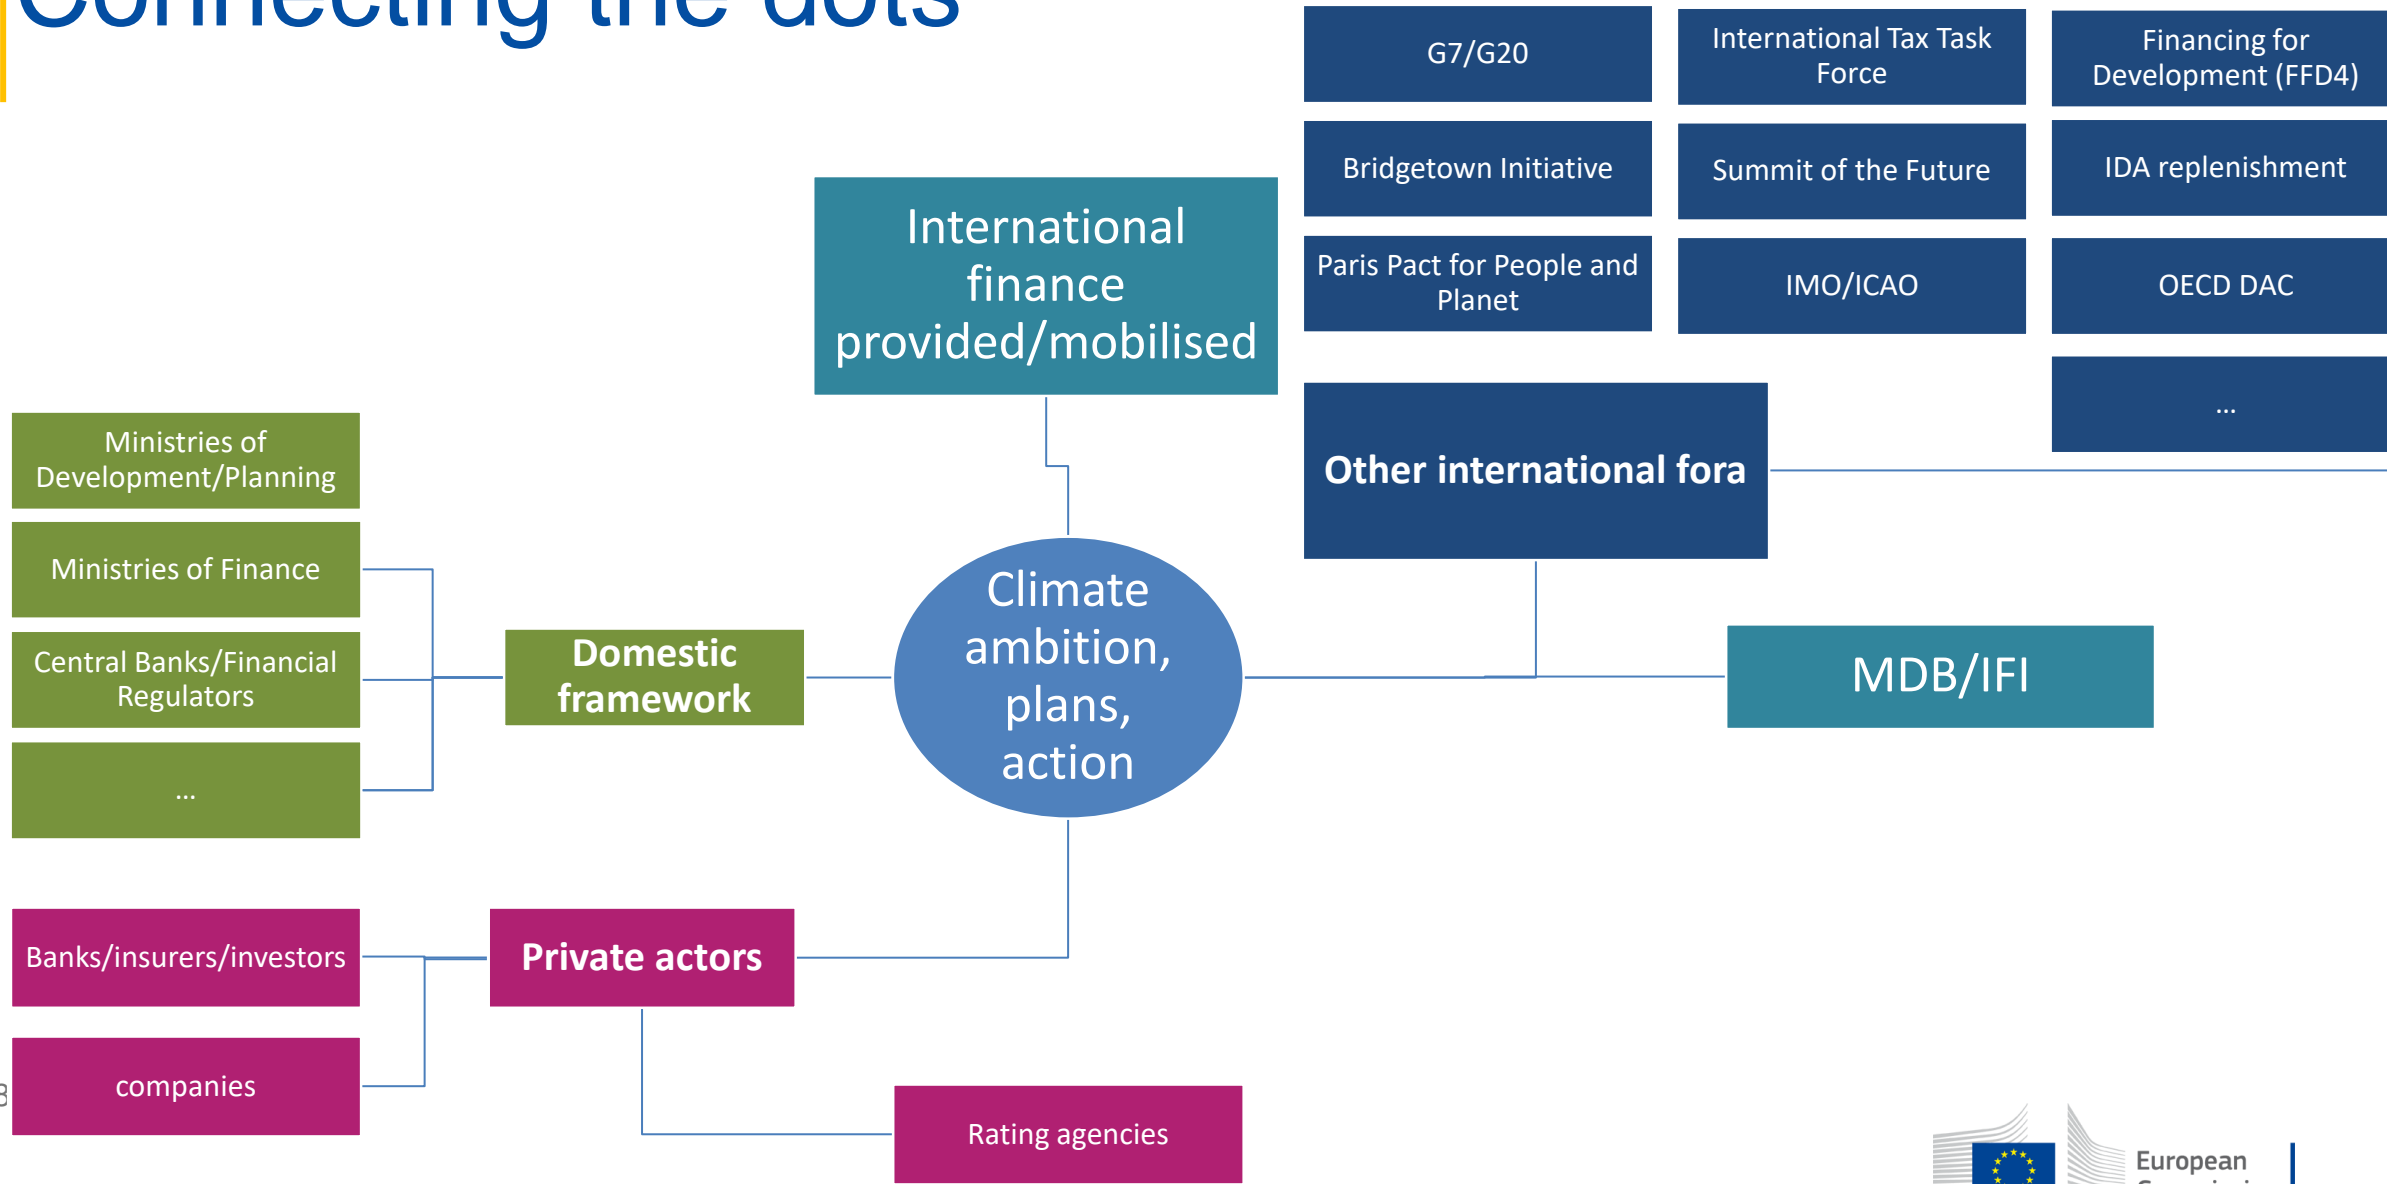 Connecting the dots
G7/G20
International Tax Task
Force
Financing for
Development (FFD4)
Bridgetown Initiative
Summit of the Future
IDA replenishment
Paris Pact for People and
Planet
IMO/ICAO
OECD DAC
...
International
finance
provided/mobilised
Other international fora
Ministries of
Development/Planning
Ministries of Finance
Central Banks/Financial
Regulators
...
Domestic
framework
Climate
ambition,
plans,
action
MDB/IFI
Banks/insurers/investors
Private actors
companies
Rating agencies
European